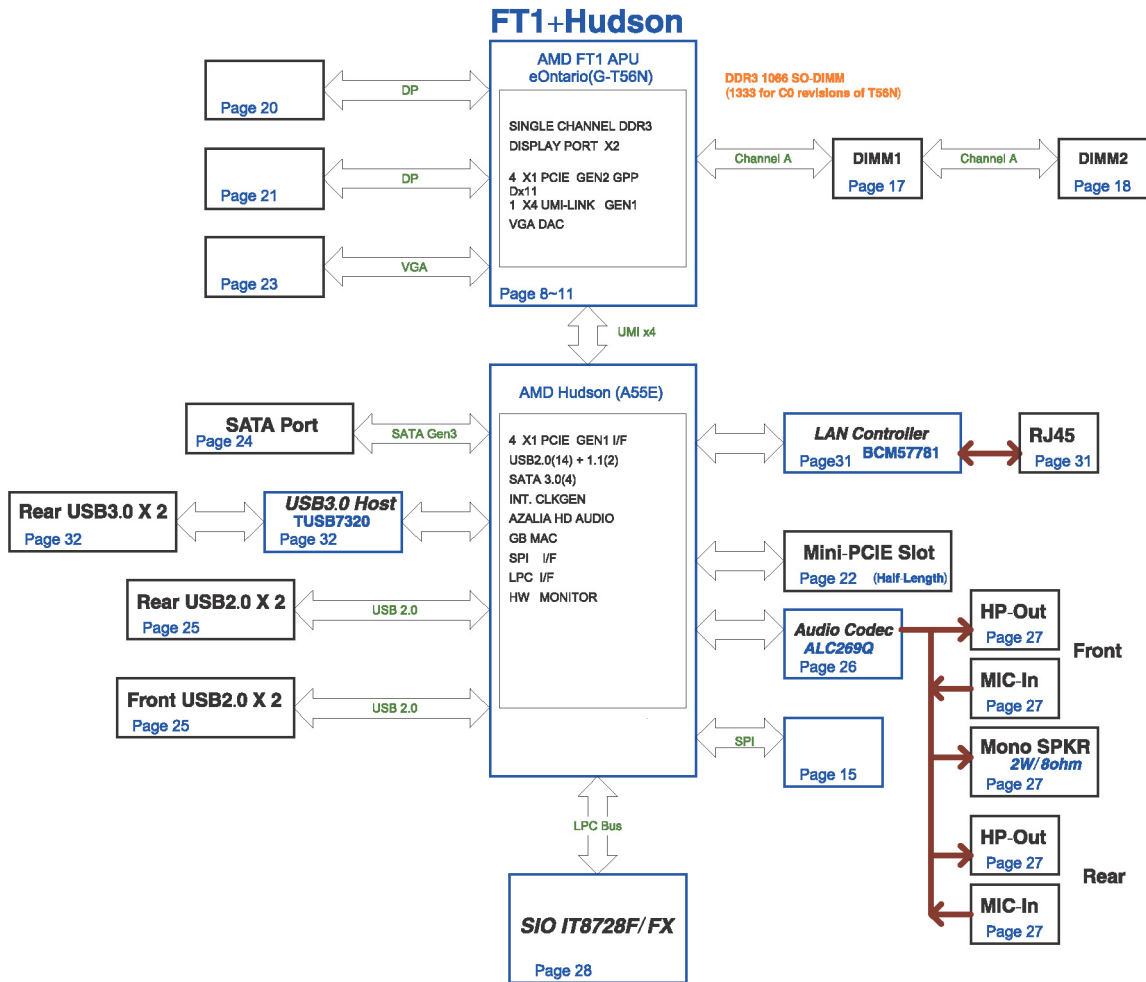 FT1+Hudson
AMD FT1 APU
eOntario(G-T56N)
SINGLE CHANNEL DDR3
DISPLAY PORT X2
4 X1 PCIE GEN2 GPP
Dx11
1 X4 UMI-LINK GEN1
VGA DAC
Page 8~11
Page 20
DP
Page 21
DP
Page 23
VGA
DDR3 1066 SO-DIMM
(1333 for C0 revisions of T56N)
Channel A
DIMM1
Page 17
Channel A
DIMM2
Page 18
UMI x4
AMD Hudson (A55E)
4 X1 PCIE GEN1 I/F
USB2.0(14) + 1.1(2)
SATA 3.0(4)
INT. CLKGEN
AZALIA HD AUDIO
GB MAC
SPI I/F
LPC I/F
HW MONITOR
SATA Port
Page 24
SATA Gen3
Rear USB3.0 X 2
Page 32
USB3.0 Host
TUSB7320
Page 32
Rear USB2.0 X 2
Page 25
USB 2.0
Front USB2.0 X 2
Page 25
USB 2.0
LAN Controller
Page31 BCM57781
RJ45
Page 31
Mini-PCIE Slot
Page 22 (Half-Length)
Audio Codec
ALC269Q
Page 26
HP-Out
Page 27
Front
MIC-In
Page 27
Mono SPKR
2W/8ohm
Page 27
HP-Out
Page 27
Rear
MIC-In
Page 27
SPI
Page 15
LPC Bus
SIO IT8728F/FX
Page 28